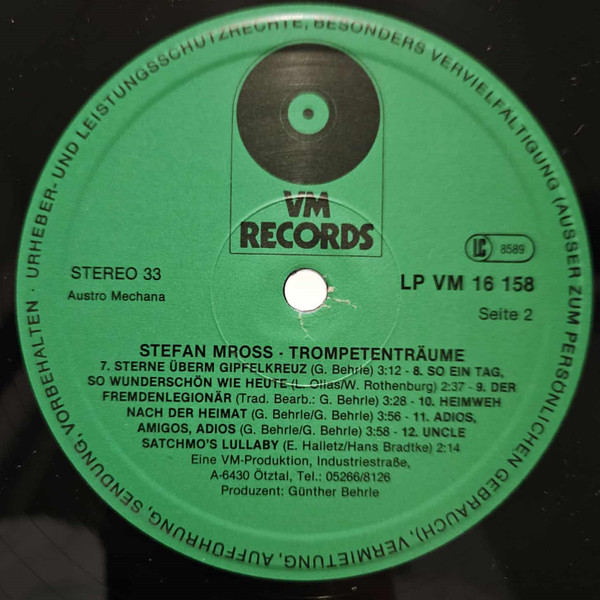 URHEBER- UND LEISTUNGSSCHUTZRECHTE, BESONDERS VERVIELFÄLTIGUNG (AUSSER ZUM PERSÖNLICHEN GEBRAUCH), VERMIETUNG, AUFFÜHRUNG, SENDUNG, VORBEHALTEN ·
VM
RECORDS
LC 8589
STEREO 33
Austro Mechana
LP VM 16 158
Seite 2
STEFAN MROSS · TROMPETENTRÄUME
7. STERNE ÜBERM GIPFELKREUZ (G. Behrle) 3:12 - 8. SO EIN TAG,
SO WUNDERSCHÖN WIE HEUTE (L. Olias/W. Rothenburg) 2:37 - 9. DER
FREMDENLEGIONÄR (Trad. Bearb.: G. Behrle) 3:28 - 10. HEIMWEH
NACH DER HEIMAT (G. Behrle/G. Behrle) 3:56 - 11. ADIOS,
AMIGOS, ADIOS (G. Behrle/G. Behrle) 3:58 - 12. UNCLE
SATCHMO'S LULLABY (E. Halletz/Hans Bradtke) 2:14
Eine VM-Produktion, Industriestraße,
A-6430 Ötztal, Tel.: 05266/8126
Produzent: Günther Behrle